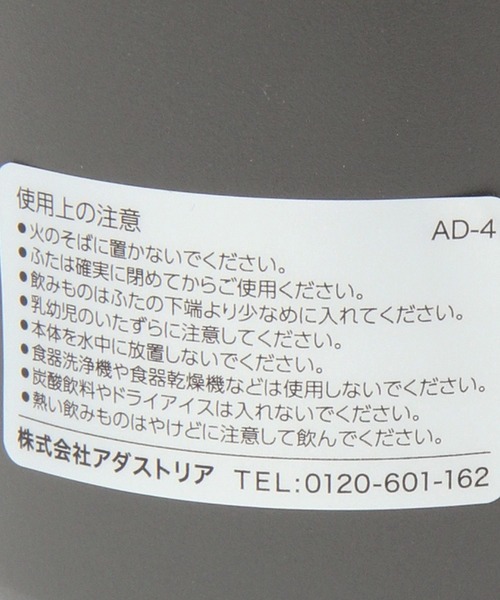 使用上の注意
AD-4
●火のそばに置かないでください。
●ふたは確実に閉めてからご使用ください。
●飲みものはふたの下端より少なめに入れてください。
●乳幼児のいたずらに注意してください。
●本体を水中に放置しないでください。
●食器洗浄機や食器乾燥機などは使用しないでください。
●炭酸飲料やドライアイスは入れないでください。
●熱い飲みものはやけどに注意して飲んでください。
株式会社アダストリア TEL:0120-601-162